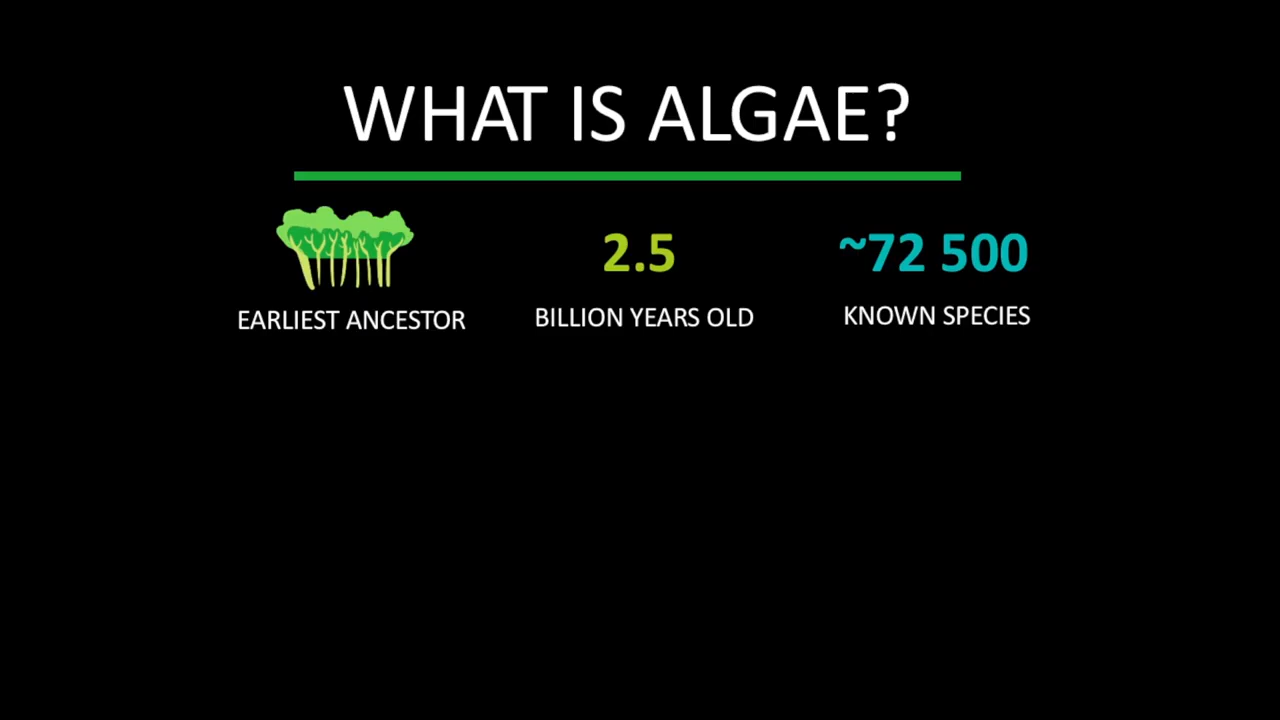 WHAT IS ALGAE?
2.5
~72 500
EARLIEST ANCESTOR
BILLION YEARS OLD
KNOWN SPECIES